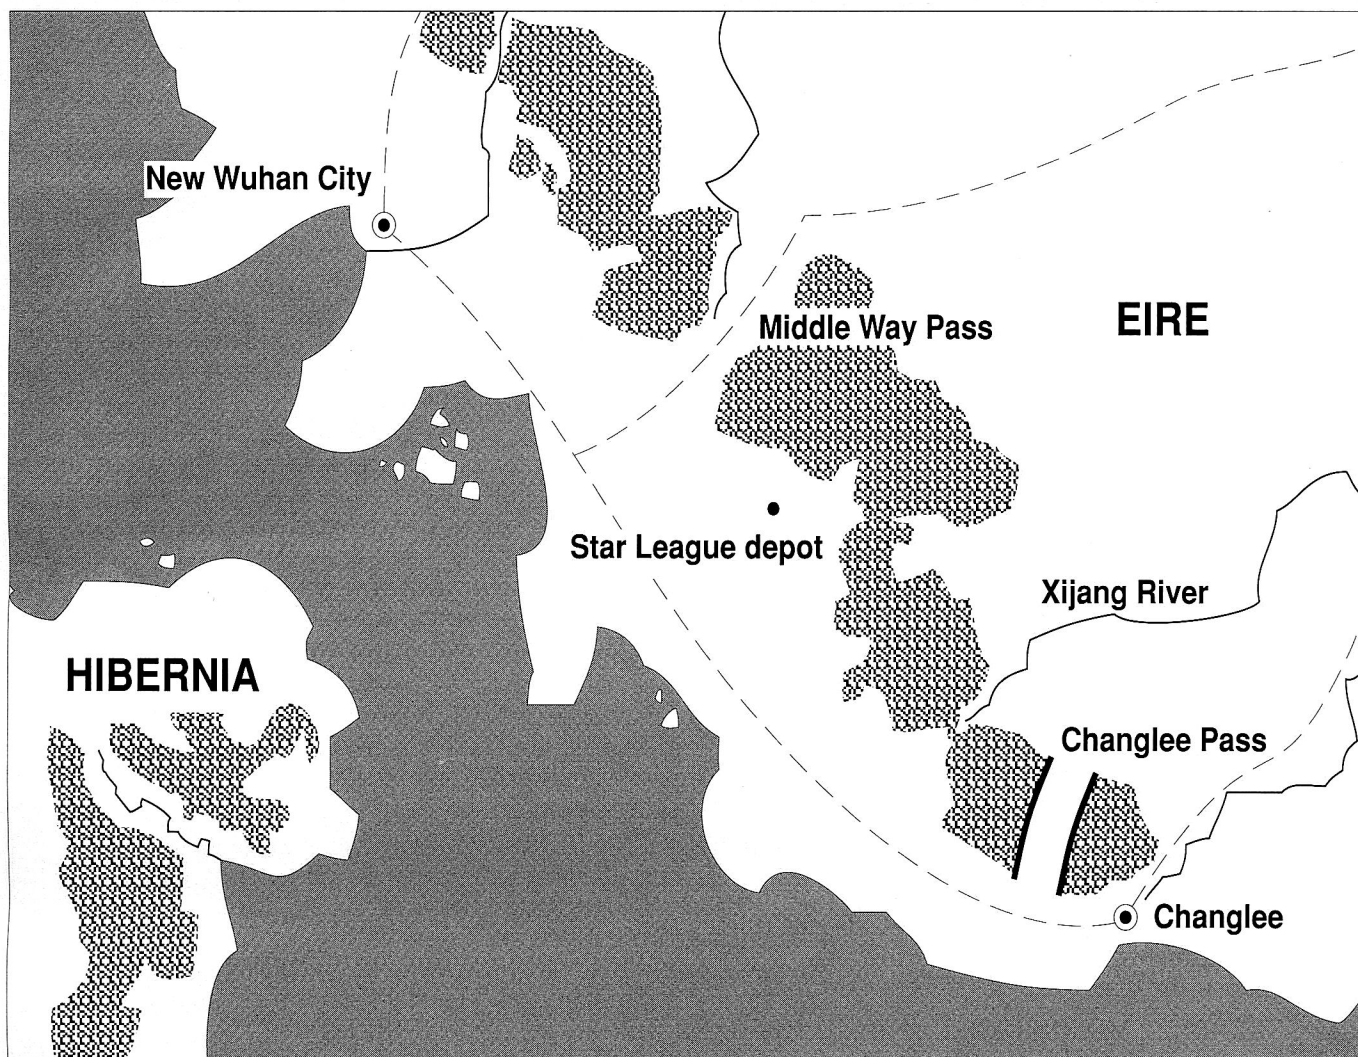 New Wuhan City
EIRE
Middle Way Pass
Star League depot
Xijang River
HIBERNIA
Changlee Pass
Changlee